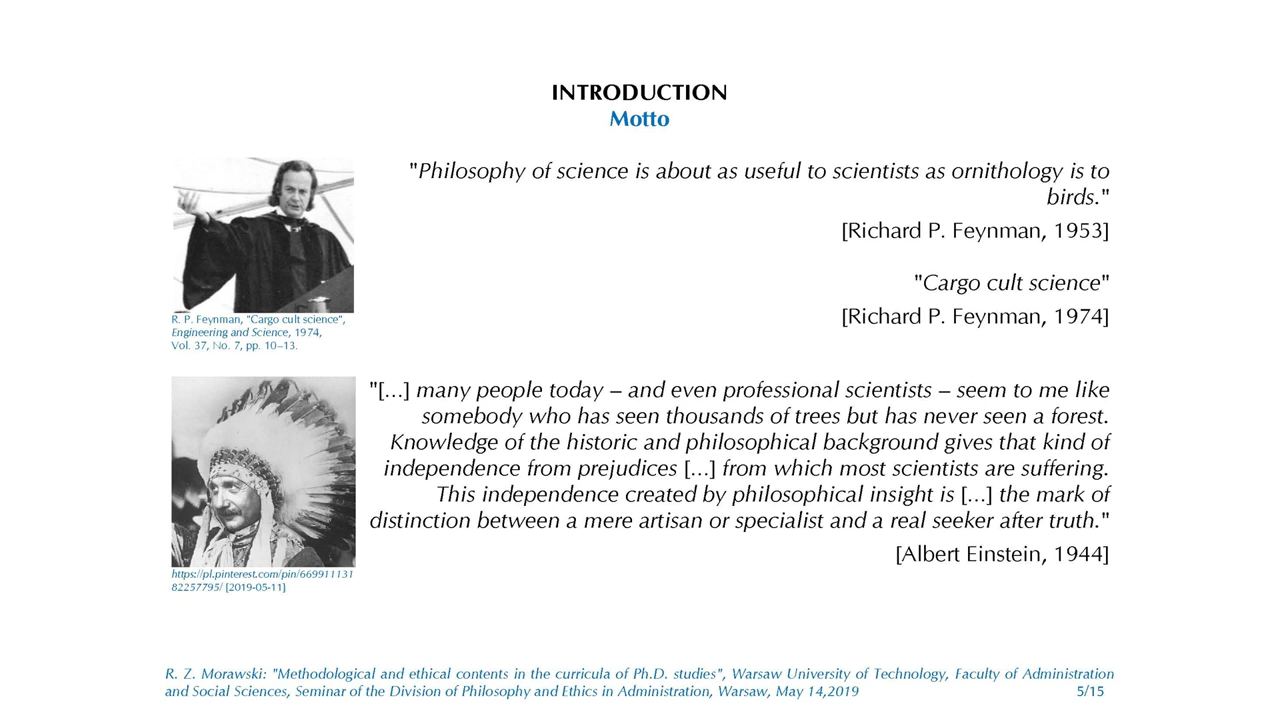 INTRODUCTION
Motto
"Philosophy of science is about as useful to scientists as ornithology is to
birds."
[Richard P. Feynman, 1953]
"Cargo cult science"
[Richard P. Feynman, 1974]
R. P. Feynman, "Cargo cult science",
Engineering and Science, 1974,
Vol. 37, No. 7, pp. 10–13.
"[...] many people today – and even professional scientists – seem to me like
somebody who has seen thousands of trees but has never seen a forest.
Knowledge of the historic and philosophical background gives that kind of
independence from prejudices [...] from which most scientists are suffering.
This independence created by philosophical insight is [...] the mark of
distinction between a mere artisan or specialist and a real seeker after truth."
[Albert Einstein, 1944]
https://pl.pinterest.com/pin/669911131
82257795/ [2019-05-11]
R. Z. Morawski: "Methodological and ethical contents in the curricula of Ph.D. studies", Warsaw University of Technology, Faculty of Administration
and Social Sciences, Seminar of the Division of Philosophy and Ethics in Administration, Warsaw, May 14,2019 5/15